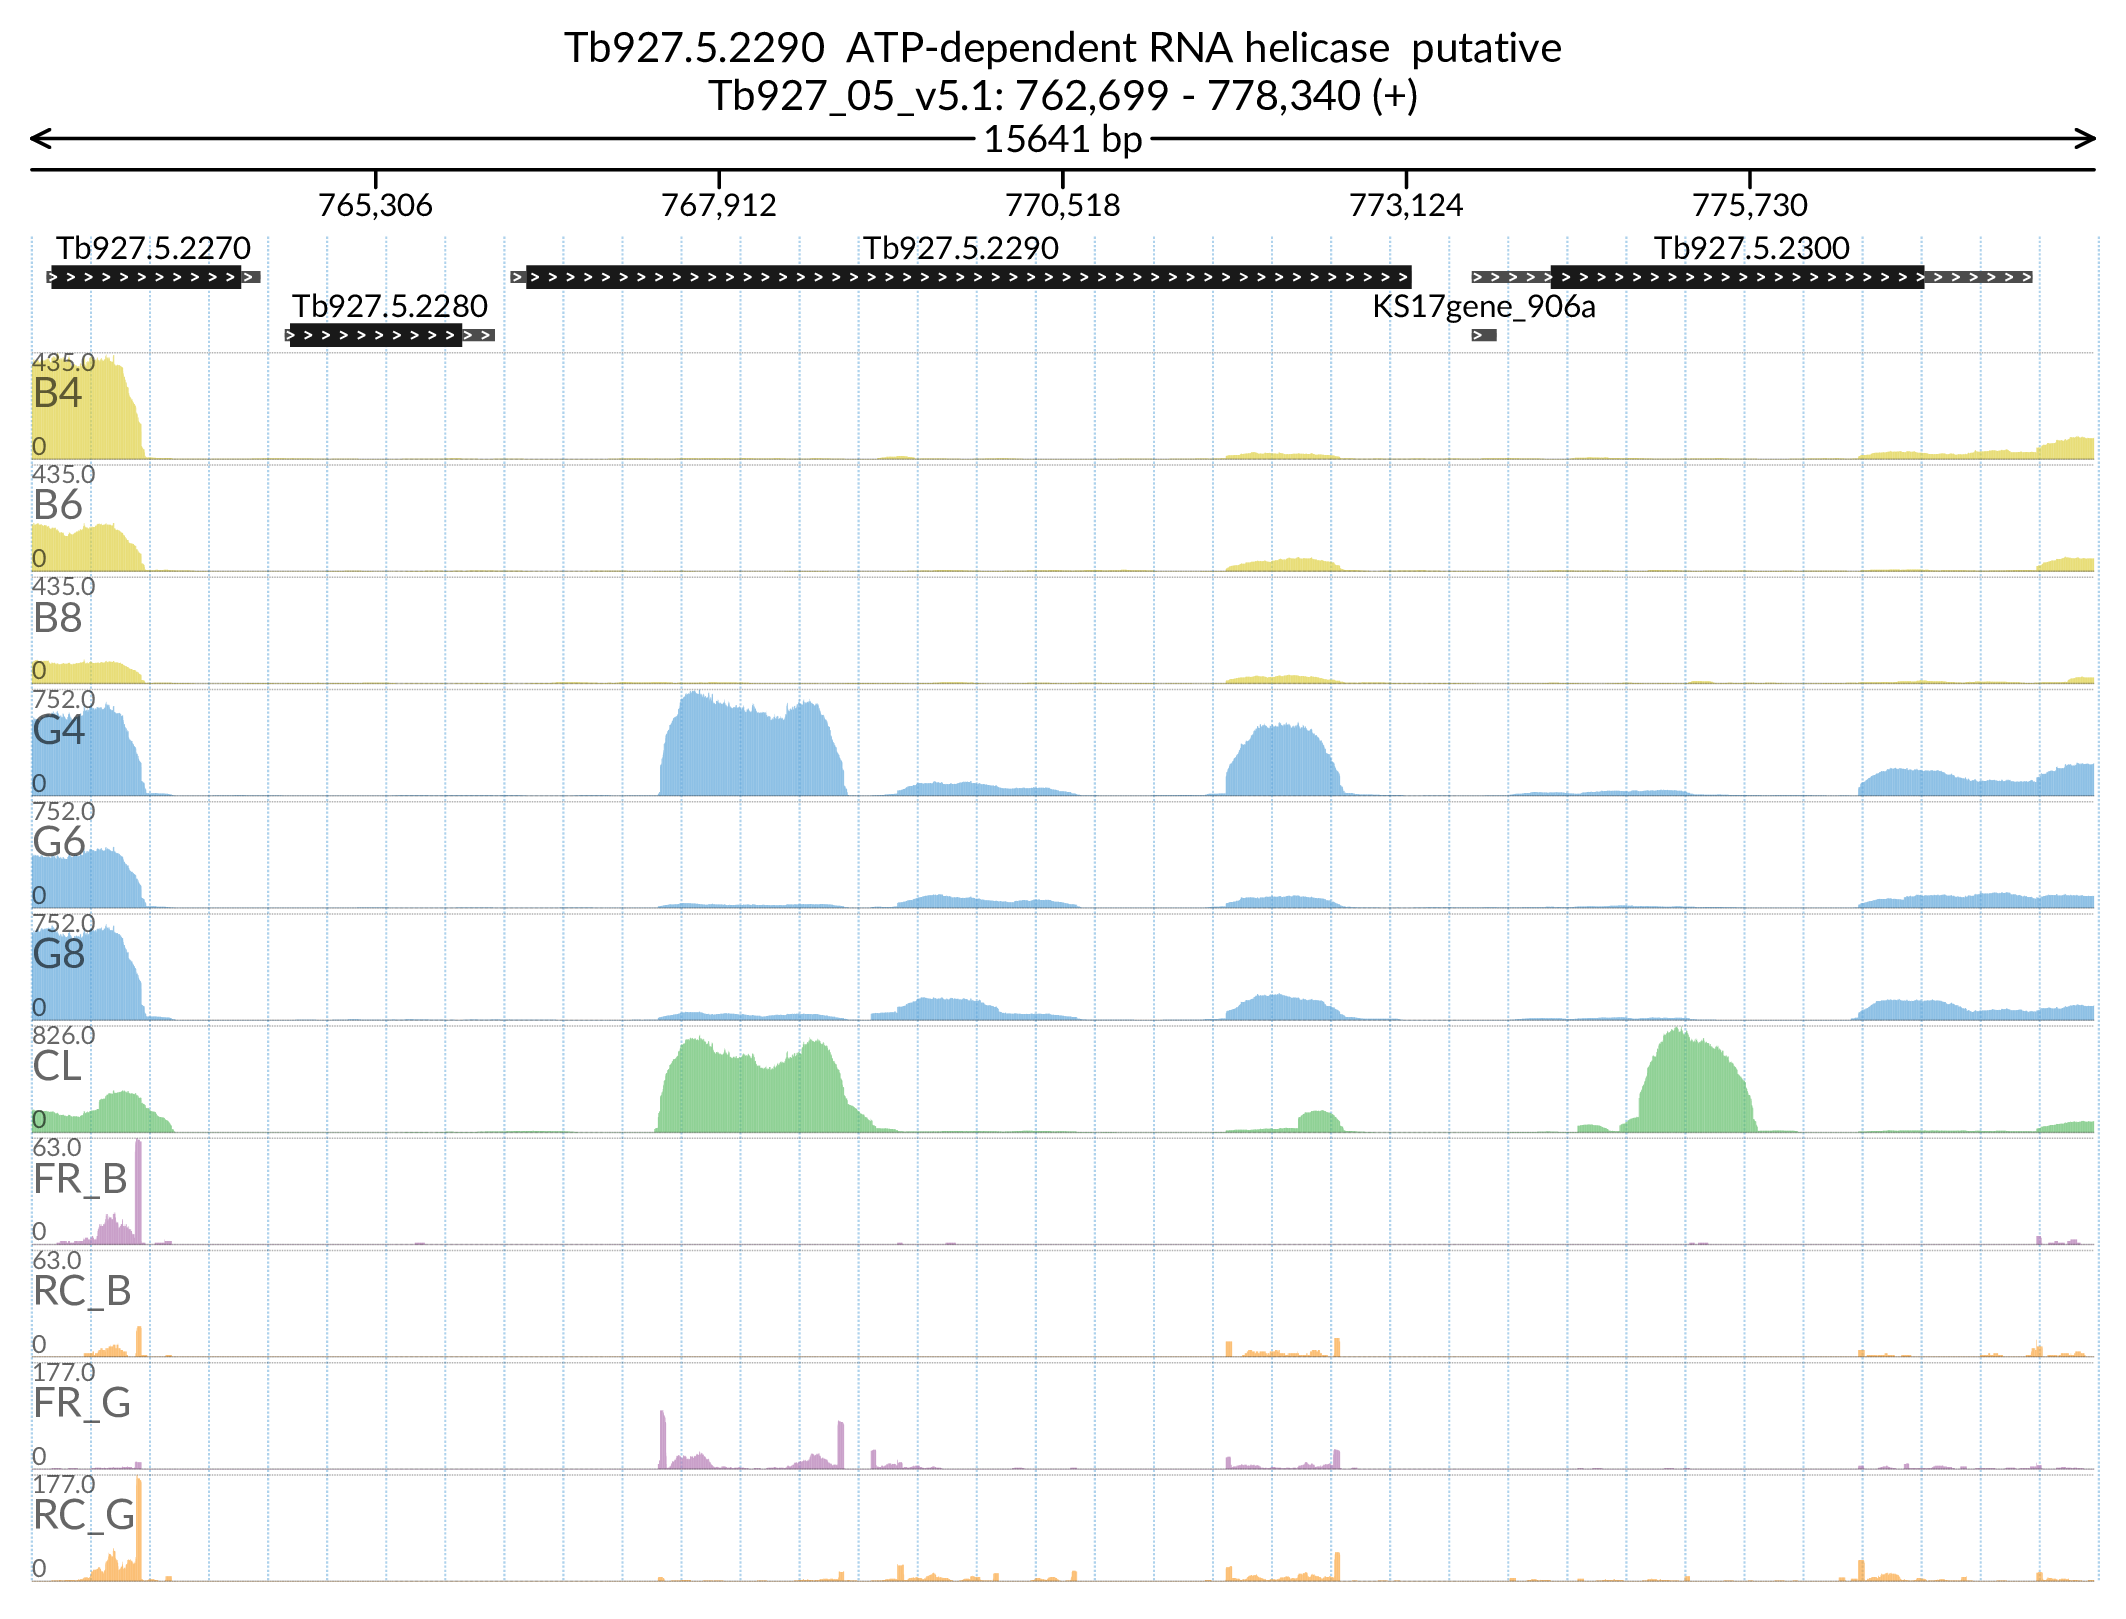 Tb927.5.2290  ATP-dependent RNA helicase  putative
Tb927_05_v5.1: 762,699 - 778,340 (+)
15641 bp
765,306 767,912 770,518 773,124 775,730
Tb927.5.2270 Tb927.5.2290 Tb927.5.2300
Tb927.5.2280 KS17gene_906a
435.0
B4
0
435.0
B6
0
435.0
B8
0
752.0
G4
0
752.0
G6
0
752.0
G8
0
826.0
CL
0
63.0
FR_B
0
63.0
RC_B
0
177.0
FR_G
0
177.0
RC_G
0